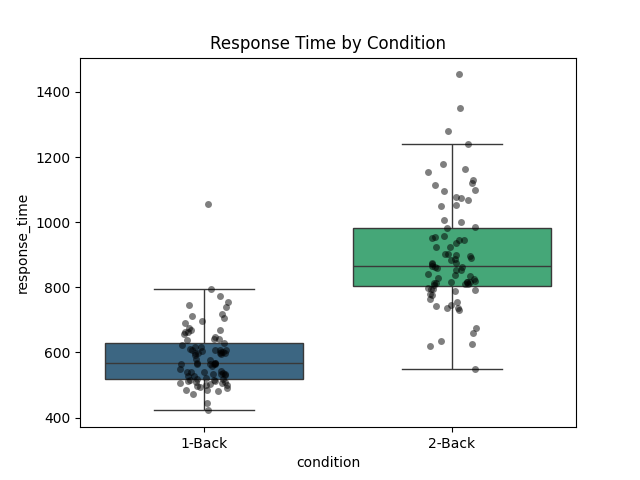 Response Time by Condition
response_time
1400
1200
1000
800
600
400
1-Back
2-Back
condition